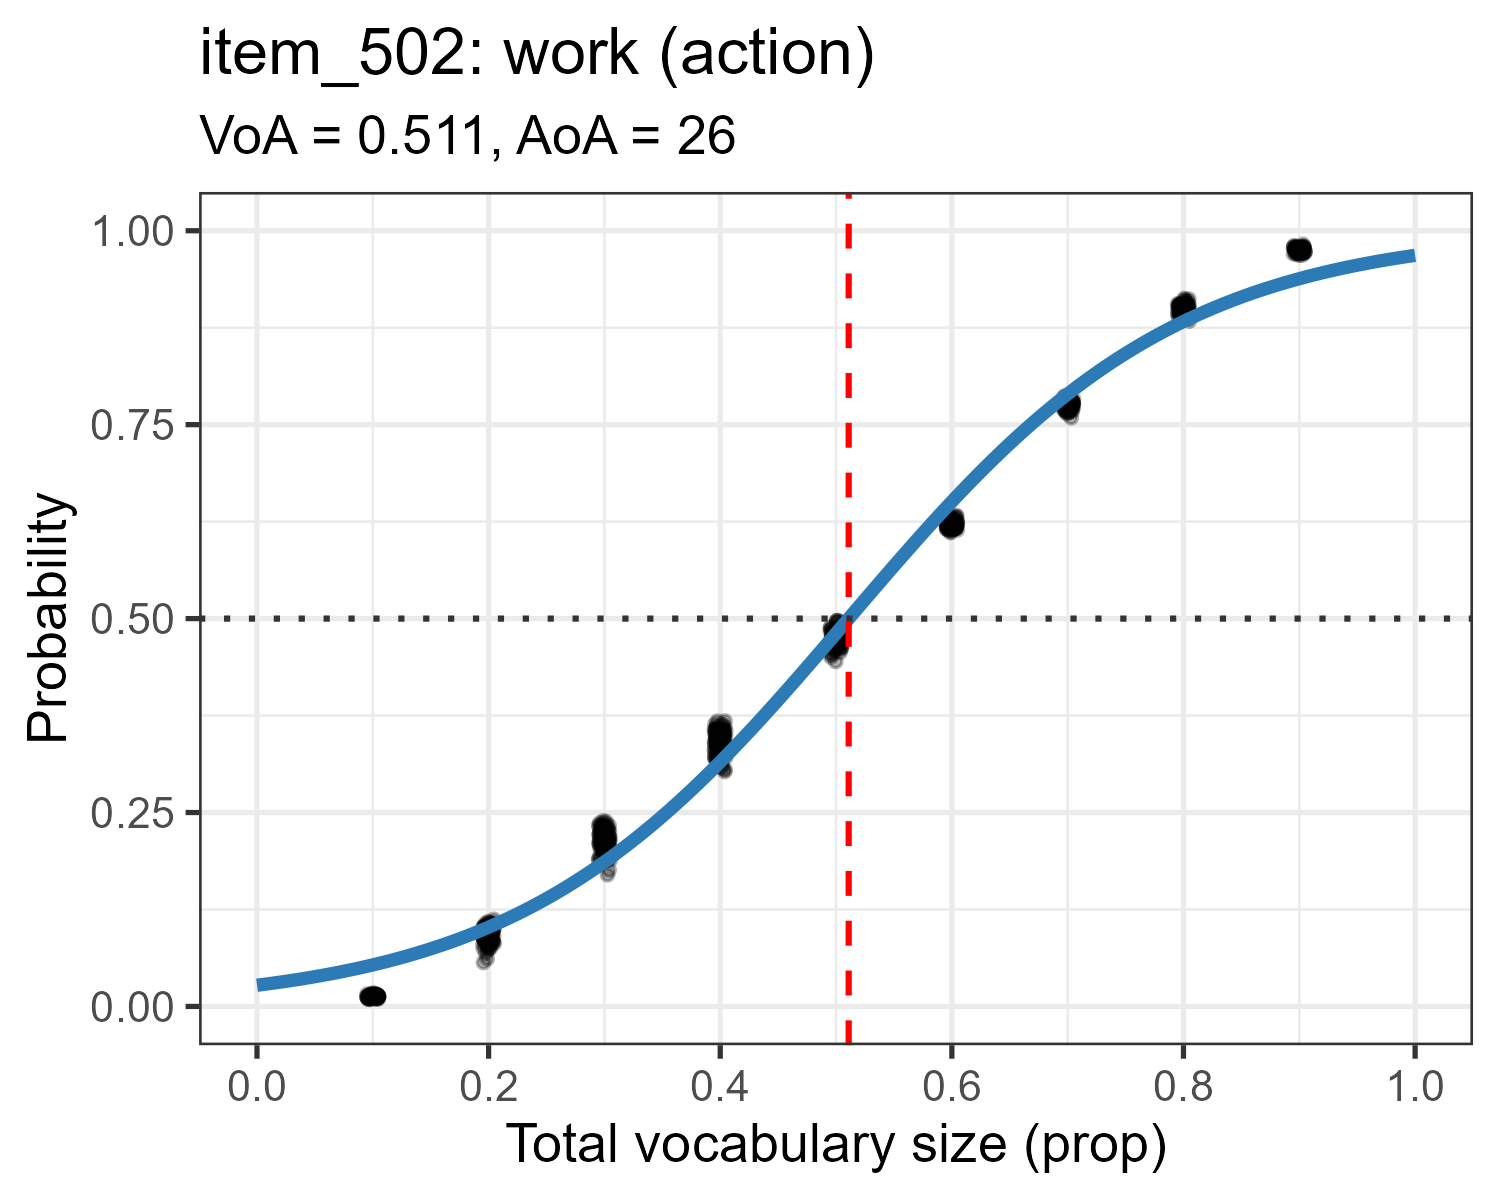 item_502: work (action)
VoA = 0.511, AoA = 26
1.00
0.75
0.50
0.25
0.00
Probability
0.0 0.2 0.4 0.6 0.8 1.0
Total vocabulary size (prop)